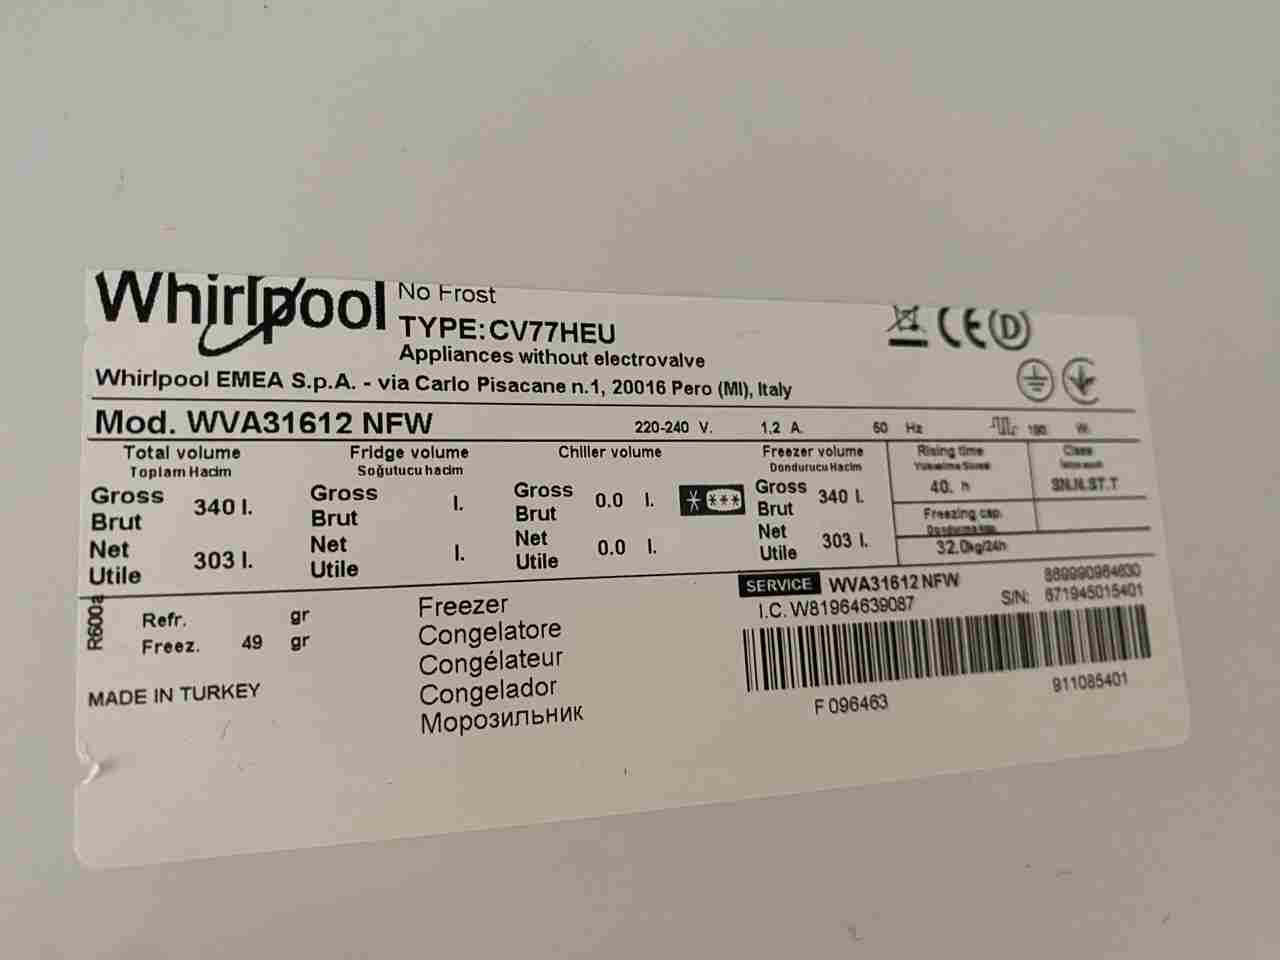 Whirlpool
No Frost
TYPE: CV77HEU
Appliances without electrovalve
Whirlpool EMEA S.p.A. - via Carlo Pisacane n.1, 20016 Pero (MI), Italy
CE D
Mod. WVA31612 NFW 220-240 V. 1.2 A. Hz W.
Total volume Fridge volume Chiller volume Freezer volume Rising time Class
Toplam Hacim Soğutucu hacim Dondurucu Hacim
Gross 340 l. Gross l. Gross 0.0 l. Gross 340 l. 40. h SN.N.ST.T
Brut Brut Brut Brut Freezing cap.
Net 303 l. Net l. Net 0.0 l. Net 303 l. 32.0kg/24h
Utile Utile Utile Utile
R600a
Refr. gr
Freez. 49 gr
MADE IN TURKEY
Freezer
Congelatore
Congélateur
Congelador
Морозильник
SERVICE WVA31612 NFW 869990964630
I.C. W81964639087 S/N: 671945015401
F 096463 911085401